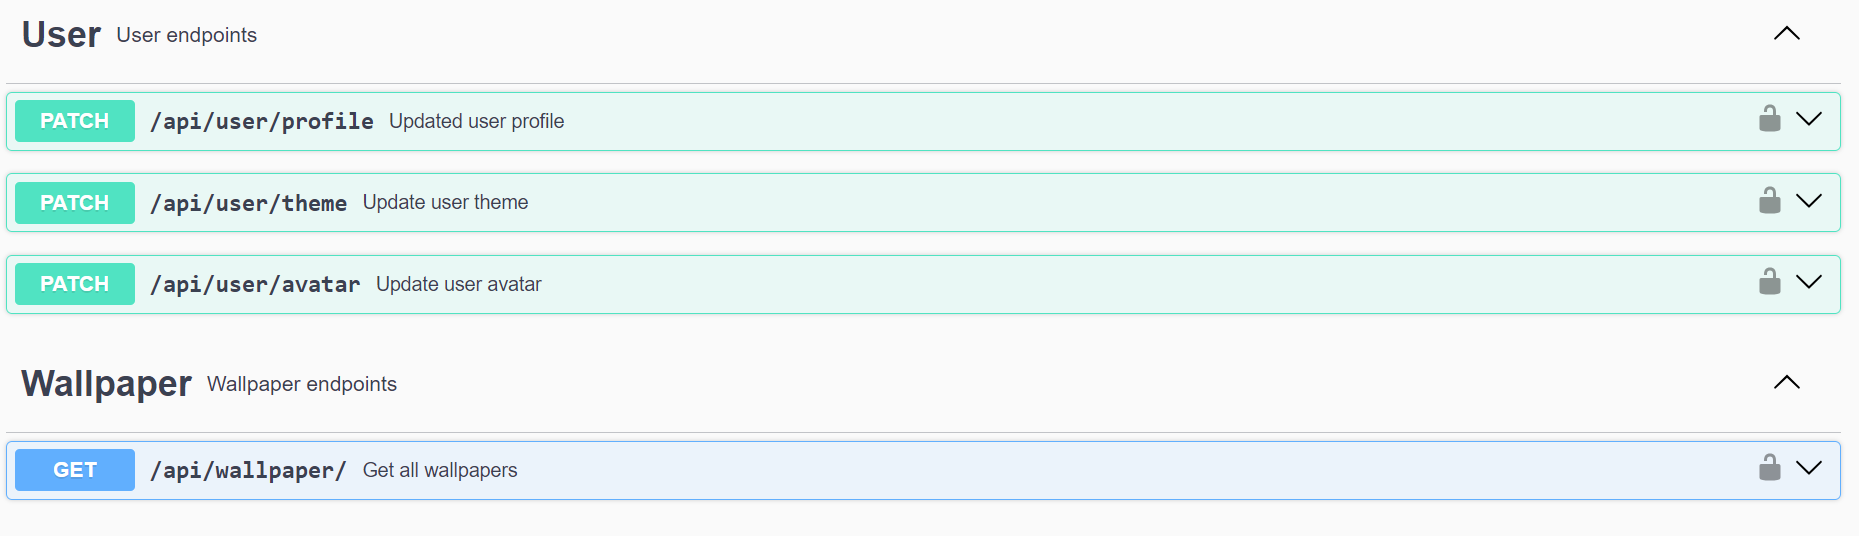 User User endpoints
PATCH /api/user/profile Updated user profile
PATCH /api/user/theme Update user theme
PATCH /api/user/avatar Update user avatar
Wallpaper Wallpaper endpoints
GET /api/wallpaper/ Get all wallpapers